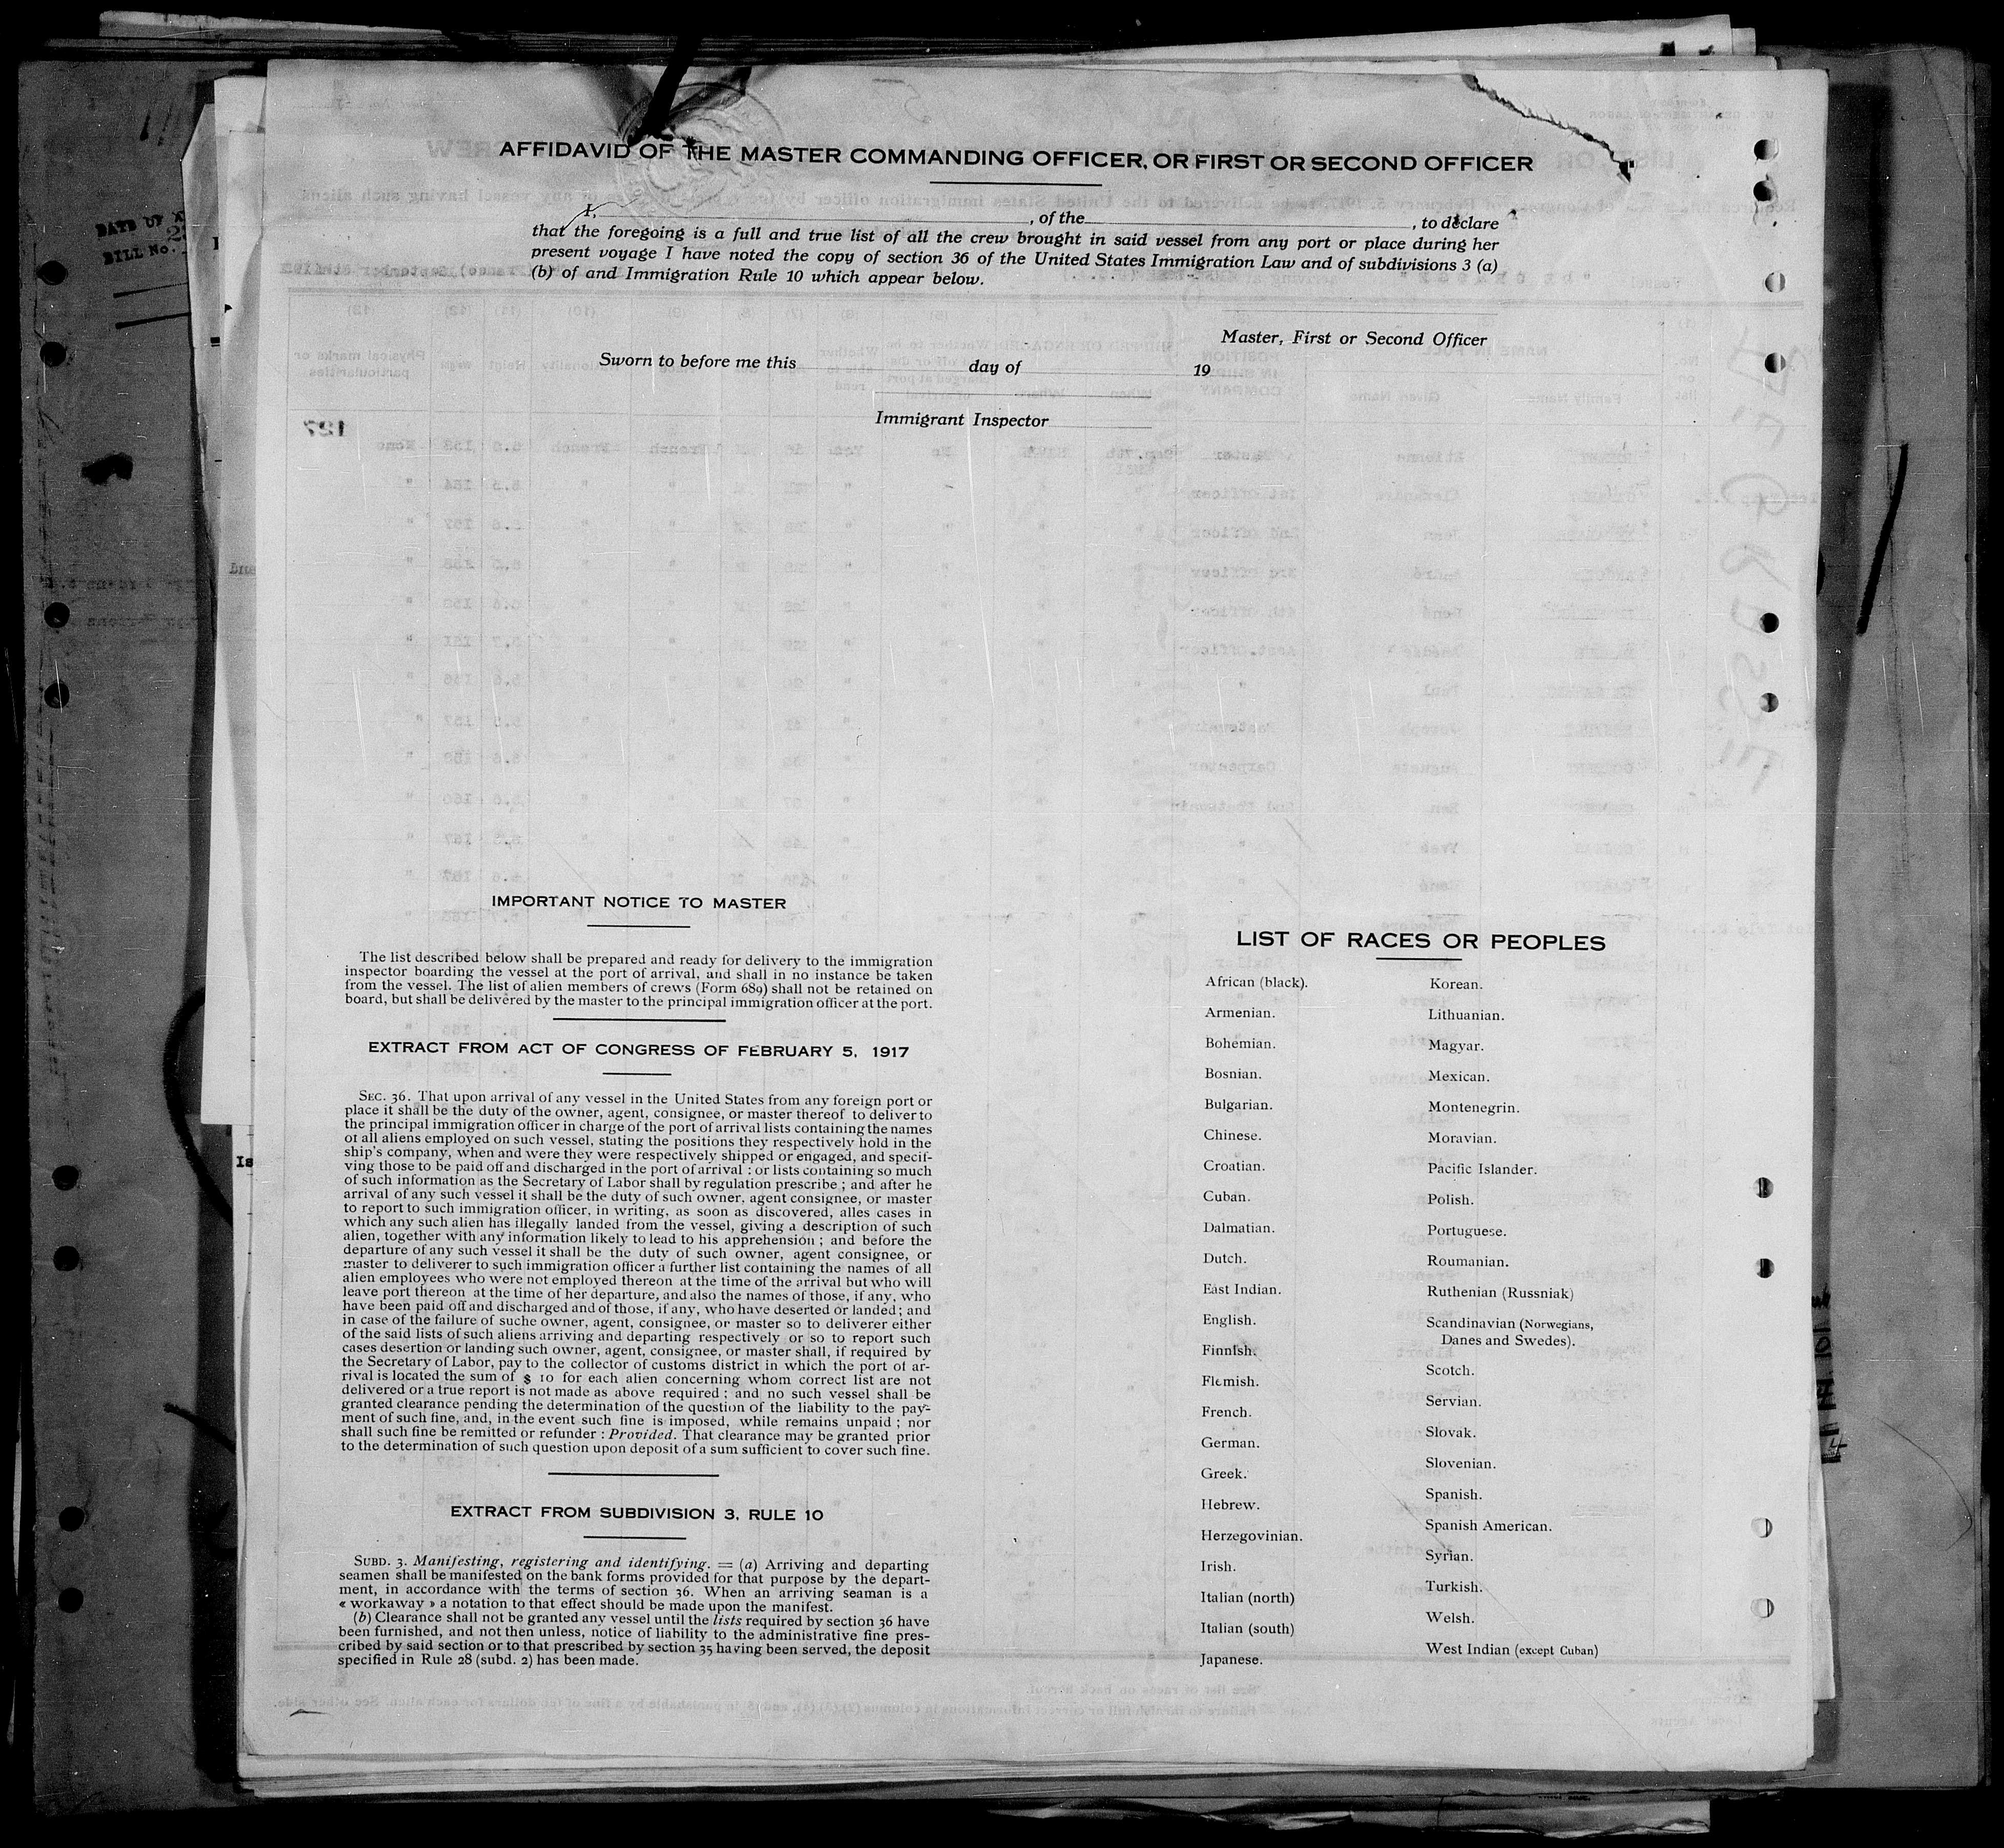 AFFIDAVID OF THE MASTER COMMANDING OFFICER, OR FIRST OR SECOND OFFICER
I, , of the , to declare
that the foregoing is a full and true list of all the crew brought in said vessel from any port or place during her
present voyage I have noted the copy of section 36 of the United States Immigration Law and of subdivisions 3 (a)
(b) of and Immigration Rule 10 which appear below.
Master, First or Second Officer
Sworn to before me this day of 19
Immigrant Inspector
127
IMPORTANT NOTICE TO MASTER
The list described below shall be prepared and ready for delivery to the immigration
inspector boarding the vessel at the port of arrival, and shall in no instance be taken
from the vessel. The list of alien members of crews (Form 689) shall not be retained on
board, but shall be delivered by the master to the principal immigration officer at the port.
EXTRACT FROM ACT OF CONGRESS OF FEBRUARY 5, 1917
SEC. 36. That upon arrival of any vessel in the United States from any foreign port or
place it shall be the duty of the owner, agent, consignee, or master thereof to deliver to
the principal immigration officer in charge of the port of arrival lists containing the names
of all aliens employed on such vessel, stating the positions they respectively hold in the
ship's company, when and were they were respectively shipped or engaged, and specif-
ving those to be paid off and discharged in the port of arrival : or lists containing so much
of such information as the Secretary of Labor shall by regulation prescribe ; and after he
arrival of any such vessel it shall be the duty of such owner, agent consignee, or master
to report to such immigration officer, in writing, as soon as discovered, alles cases in
which any such alien has illegally landed from the vessel, giving a description of such
alien, together with any information likely to lead to his apprehension ; and before the
departure of any such vessel it shall be the duty of such owner, agent consignee, or
master to deliverer to such immigration officer a further list containing the names of all
alien employees who were not employed thereon at the time of the arrival but who will
leave port thereon at the time of her departure, and also the names of those, if any, who
have been paid off and discharged and of those, if any, who have deserted or landed ; and
in case of the failure of suche owner, agent, consignee, or master so to deliverer either
of the said lists of such aliens arriving and departing respectively or so to report such
cases desertion or landing such owner, agent, consignee, or master shall, if required by
the Secretary of Labor, pay to the collector of customs district in which the port of ar-
rival is located the sum of $ 10 for each alien concerning whom correct list are not
delivered or a true report is not made as above required ; and no such vessel shall be
granted clearance pending the determination of the question of the liability to the pay-
ment of such fine, and, in the event such fine is imposed, while remains unpaid ; nor
shall such fine be remitted or refunder : Provided. That clearance may be granted prior
to the determination of such question upon deposit of a sum sufficient to cover such fine.
EXTRACT FROM SUBDIVISION 3, RULE 10
SUBD. 3. Manifesting, registering and identifying. = (a) Arriving and departing
seamen shall be manifested on the bank forms provided for that purpose by the depart-
ment, in accordance with the terms of section 36. When an arriving seaman is a
« workaway » a notation to that effect should be made upon the manifest.
(b) Clearance shall not be granted any vessel until the lists required by section 36 have
been furnished, and not then unless, notice of liability to the administrative fine pres-
cribed by said section or to that prescribed by section 35 having been served, the deposit
specified in Rule 28 (subd. 2) has been made.
LIST OF RACES OR PEOPLES
African (black).
Armenian.
Bohemian.
Bosnian.
Bulgarian.
Chinese.
Croatian.
Cuban.
Dalmatian.
Dutch.
East Indian.
English.
Finnish.
Flemish.
French.
German.
Greek.
Hebrew.
Herzegovinian.
Irish.
Italian (north)
Italian (south)
Japanese.
Korean.
Lithuanian.
Magyar.
Mexican.
Montenegrin.
Moravian.
Pacific Islander.
Polish.
Portuguese.
Roumanian.
Ruthenian (Russniak)
Scandinavian (Norwegians,
Danes and Swedes).
Scotch.
Servian.
Slovak.
Slovenian.
Spanish.
Spanish American.
Syrian.
Turkish.
Welsh.
West Indian (except Cuban)